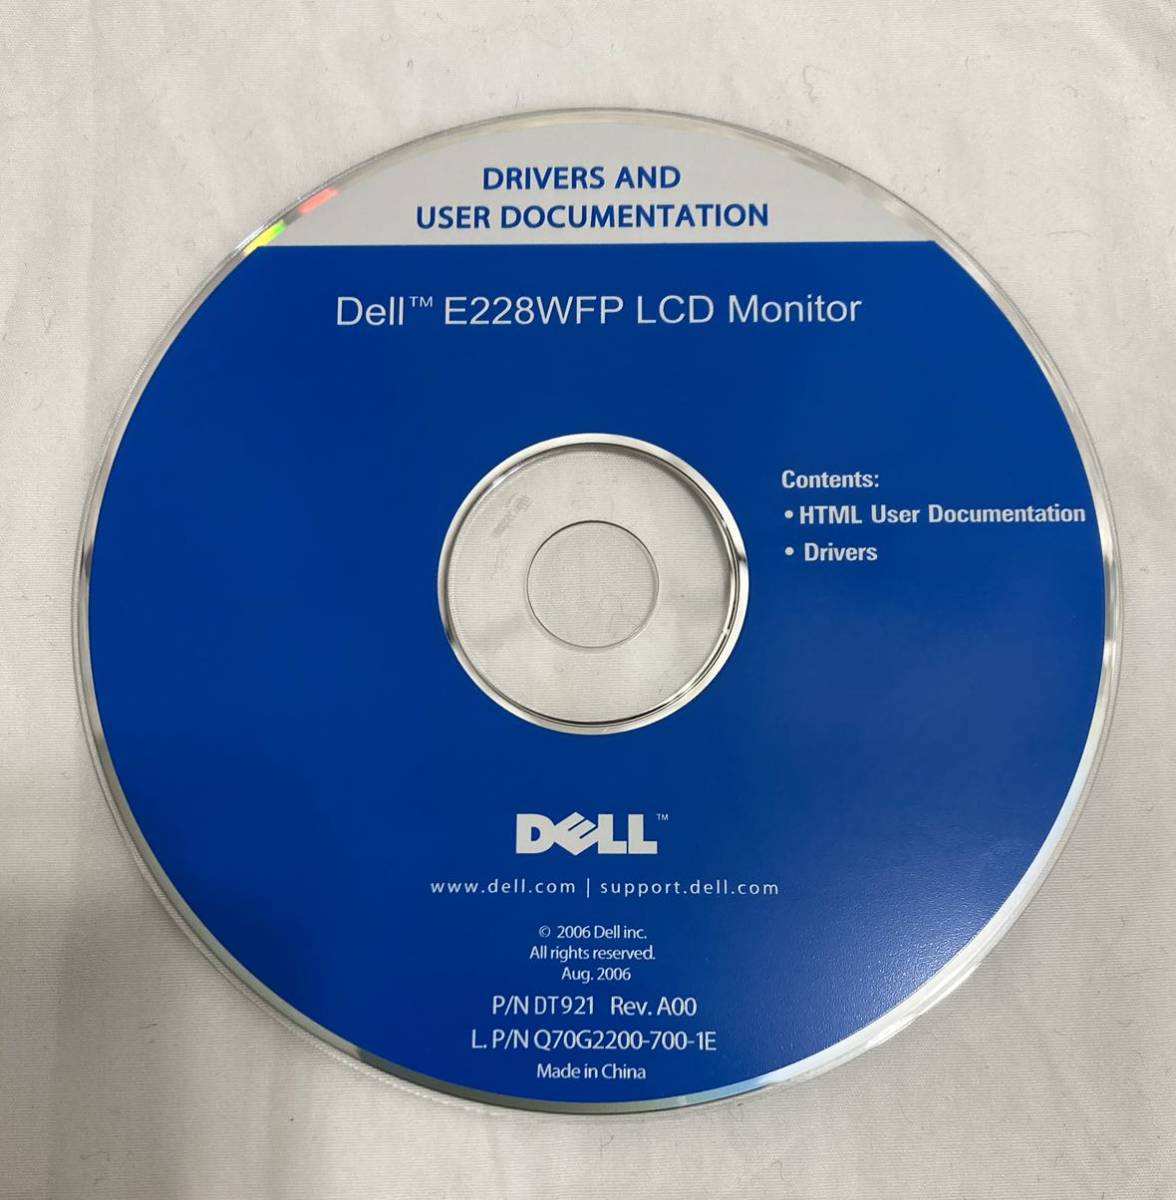 DRIVERS AND
USER DOCUMENTATION
Dell™ E228WFP LCD Monitor
Contents:
• HTML User Documentation
• Drivers
DELL™
www.dell.com | support.dell.com
© 2006 Dell inc.
All rights reserved.
Aug. 2006
P/N DT921 Rev. A00
L. P/N Q70G2200-700-1E
Made in China